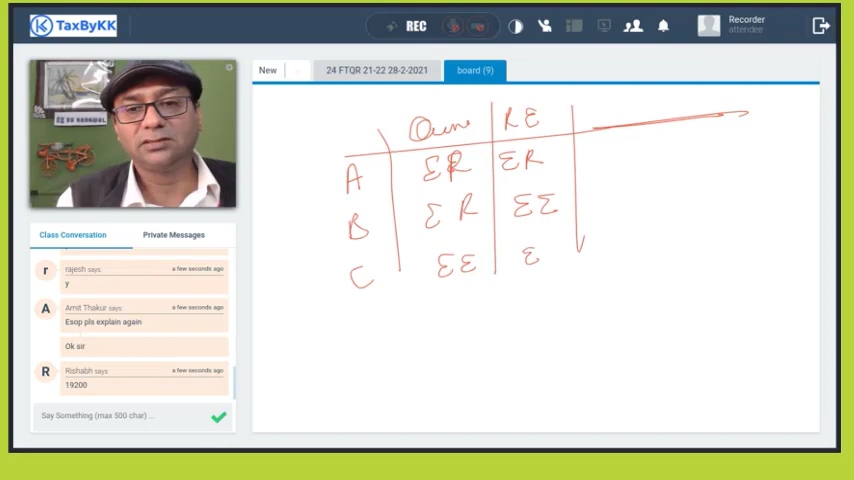 TaxByKK
REC
Recorder
attendee
New
24 FTQR 21-22 28-2-2021
board (9)
Class Conversation
Private Messages
rajesh says:
a few seconds ago
r
y
Amit Thakur says:
a few seconds ago
A
Esop pls explain again
Ok sir
Rishabh says:
a few seconds ago
R
19200
Say Something (max 500 char) ...
RE
A ER ER
B ER EE
C EE E